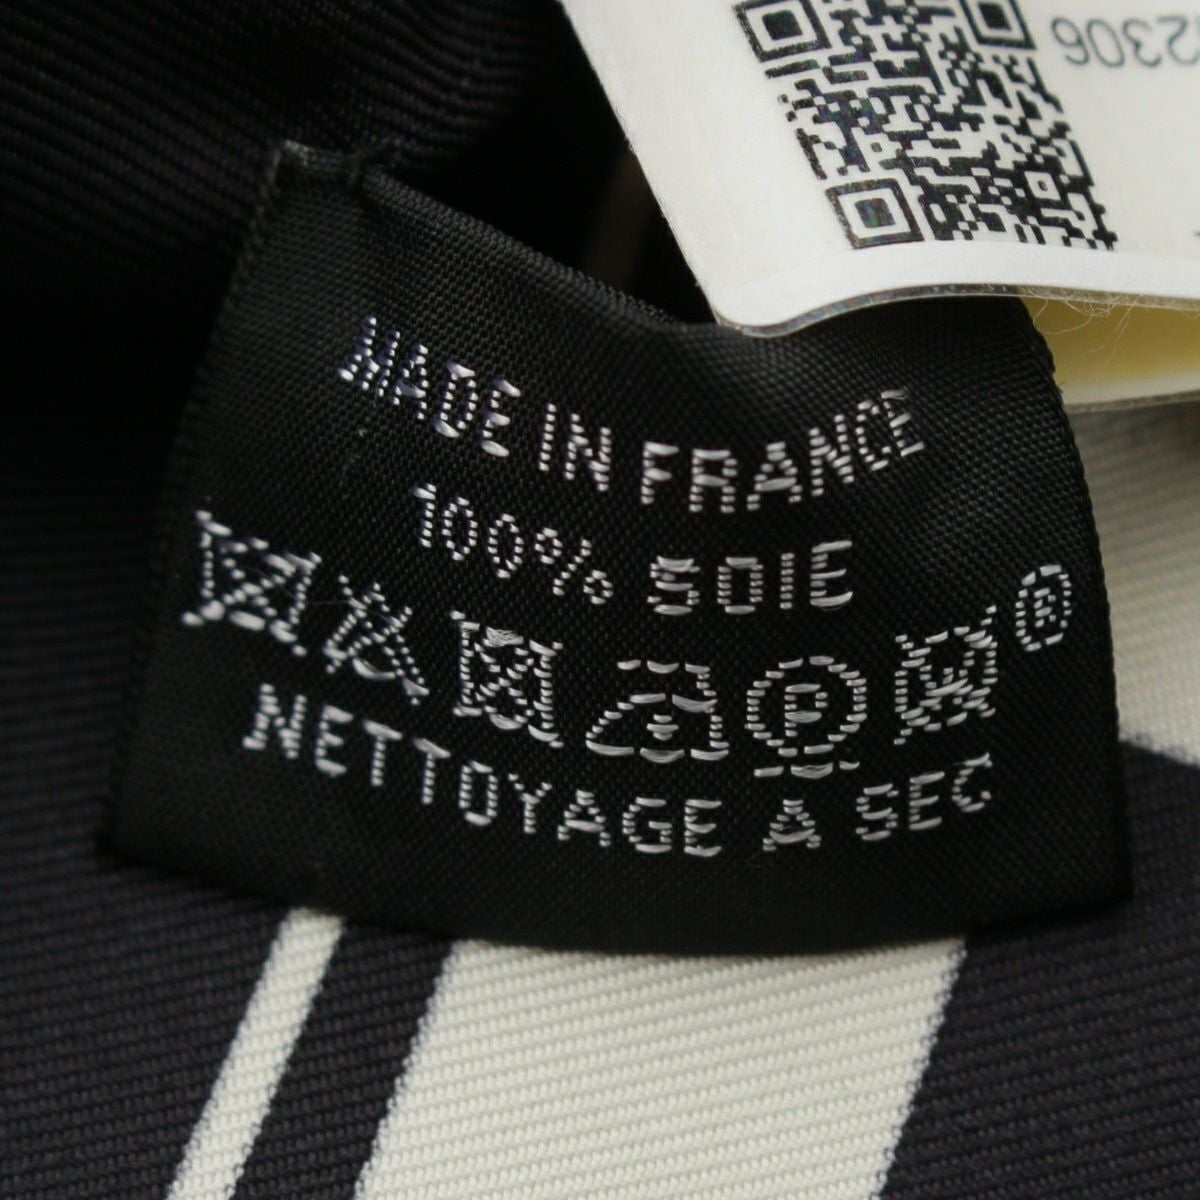 2306
MADE IN FRANCE
100% SOIE
P ®
NETTOYAGE A SEC